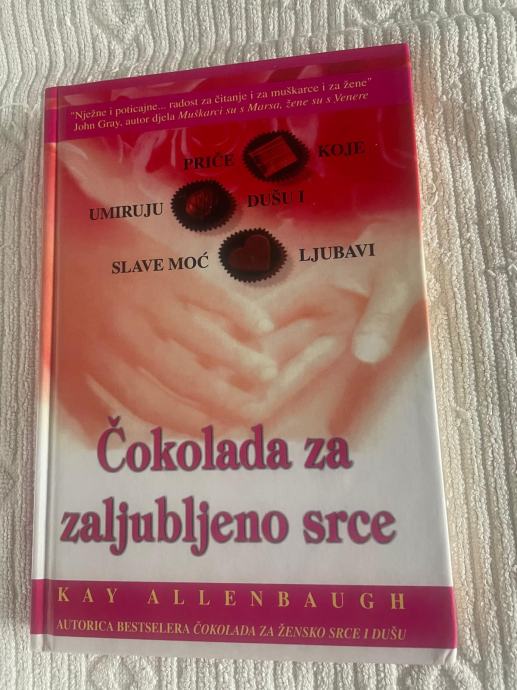 "Nježne i poticajne... radost za čitanje i za muškarce i za žene"
John Gray, autor djela Muškarci su s Marsa, žene su s Venere
PRIČE KOJE
UMIRUJU DUŠU I
SLAVE MOĆ LJUBAVI
Čokolada za
zaljubljeno srce
KAY ALLENBAUGH
AUTORICA BESTSELERA ČOKOLADA ZA ŽENSKO SRCE I DUŠU